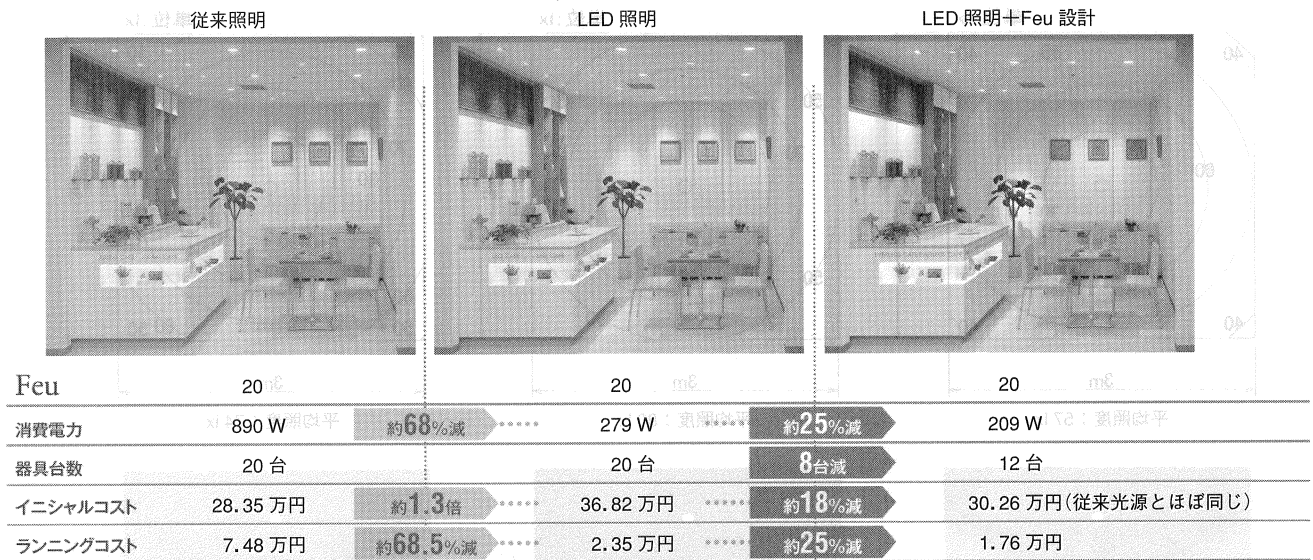 従来照明 LED 照明 LED 照明＋Feu 設計
Feu 20 20 20
消費電力 890 W 約68%減 279 W 約25%減 209 W
器具台数 20 台 20 台 8台減 12 台
イニシャルコスト 28.35 万円 約1.3倍 36.82 万円 約18%減 30.26 万円（従来光源とほぼ同じ）
ランニングコスト 7.48 万円 約68.5%減 2.35 万円 約25%減 1.76 万円